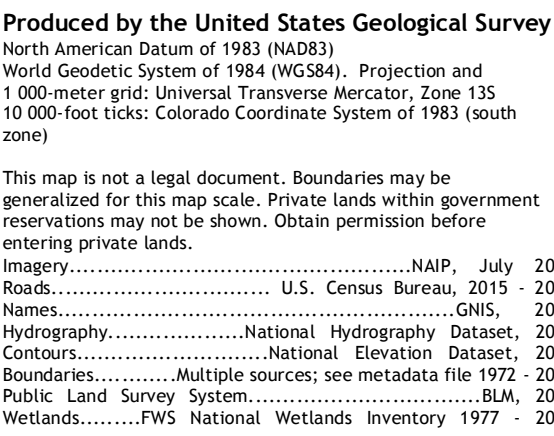 Produced by the United States Geological Survey
North American Datum of 1983 (NAD83)
World Geodetic System of 1984 (WGS84).  Projection and
1 000-meter grid: Universal Transverse Mercator, Zone 13S
10 000-foot ticks: Colorado Coordinate System of 1983 (south
zone)
This map is not a legal document. Boundaries may be
generalized for this map scale. Private lands within government
reservations may not be shown. Obtain permission before
entering private lands.
Imagery..................................................NAIP, July 20
Roads.............................. U.S. Census Bureau, 2015 - 20
Names..........................................................GNIS, 20
Hydrography....................National Hydrography Dataset, 20
Contours............................National Elevation Dataset, 20
Boundaries............Multiple sources; see metadata file 1972 - 20
Public Land Survey System..................................BLM, 20
Wetlands.........FWS National Wetlands Inventory 1977 - 20